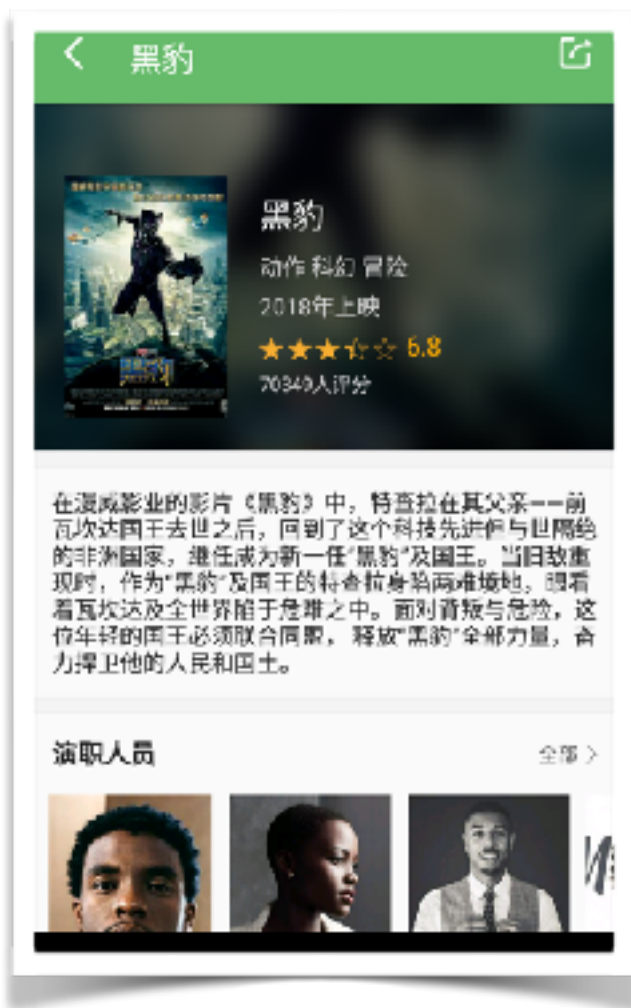 黑豹
黑豹
动作 科幻 冒险
2018年上映
6.8
70340人评分
在漫威影业的影片《黑豹》中，特查拉在其父亲——前
瓦坎达国王去世之后，回到了这个科技先进但与世隔绝
的非洲国家，继任成为新一任"黑豹"及国王。当旧敌重
现时，作为"黑豹"及国王的特查拉身陷两难境地，眼看
着瓦坎达及全世界陷于危难之中。面对背叛与危险，这
位年轻的国王必须联合同盟， 释放"黑豹"全部力量，奋
力捍卫他的人民和国土。
演职人员
全部